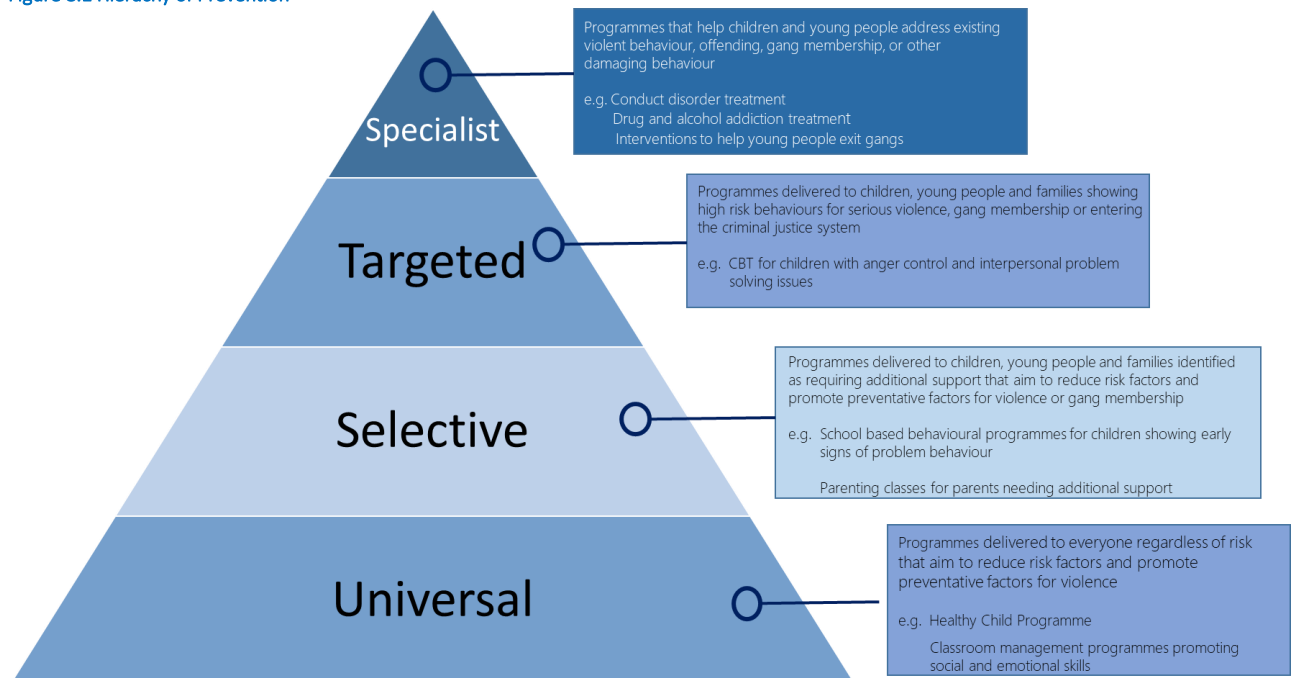 Figure Hierarchy of Prevention
Programmes that help children and young people address existing
violent behaviour, offending, gang membership, or other
damaging behaviour
e.g. Conduct disorder treatment
Drug and alcohol addiction treatment
Interventions to help young people exit gangs
Specialist
Programmes delivered to children, young people and families showing
high risk behaviours for serious violence, gang membership or entering
the criminal justice system
e.g. CBT for children with anger control and interpersonal problem
solving issues
Targeted
Programmes delivered to children, young people and families identified
as requiring additional support that aim to reduce risk factors and
promote preventative factors for violence or gang membership
e.g. School based behavioural programmes for children showing early
signs of problem behaviour
Parenting classes for parents needing additional support
Selective
Programmes delivered to everyone regardless of risk
that aim to reduce risk factors and promote
preventative factors for violence
e.g. Healthy Child Programme
Classroom management programmes promoting
social and emotional skills
Universal